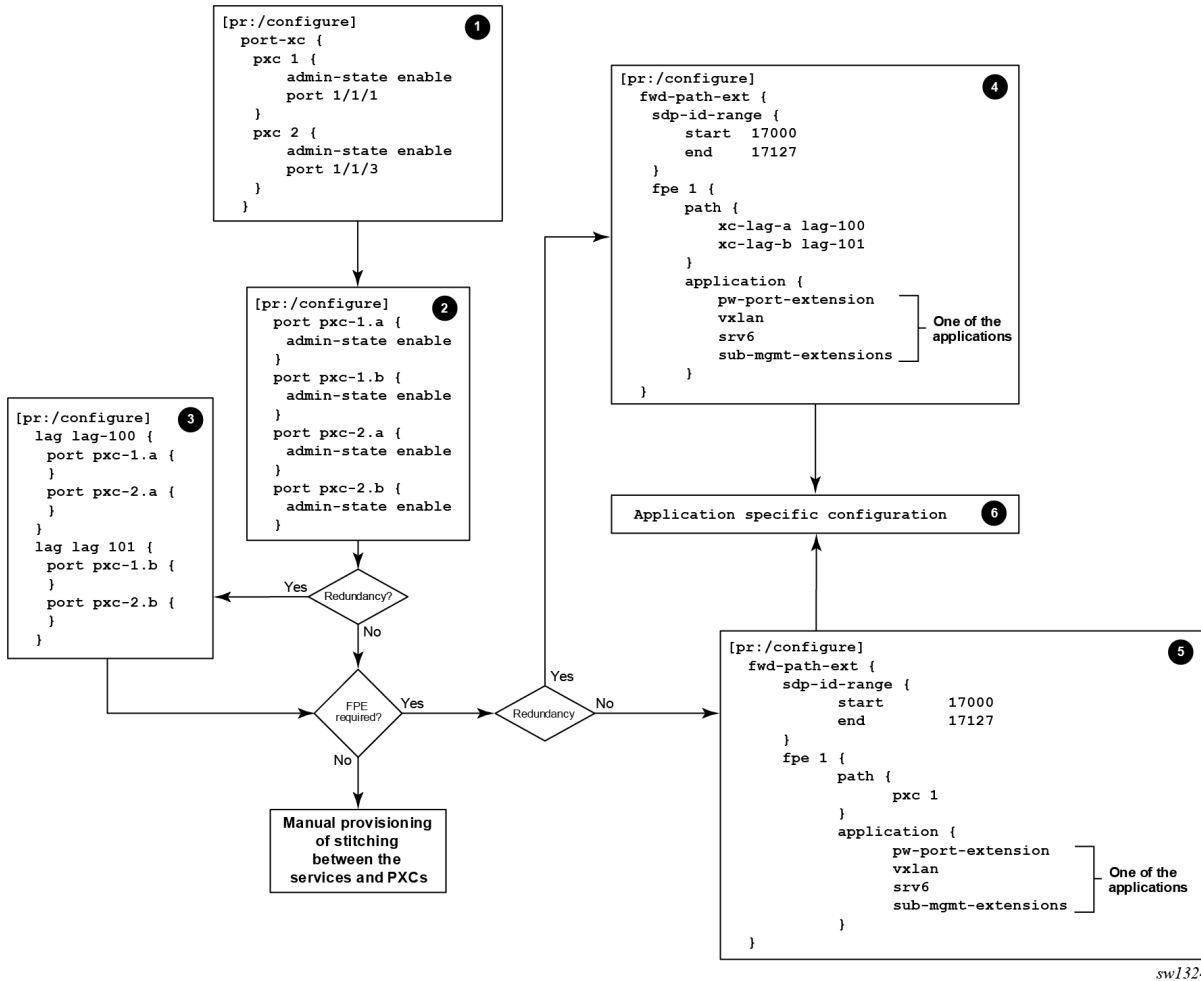 1
[pr:/configure]
port-xc {
pxc 1 {
admin-state enable
port 1/1/1
}
pxc 2 {
admin-state enable
port 1/1/3
}
}
2
[pr:/configure]
port pxc-1.a {
admin-state enable
}
port pxc-1.b {
admin-state enable
}
port pxc-2.a {
admin-state enable
}
port pxc-2.b {
admin-state enable
}
3
[pr:/configure]
lag lag-100 {
port pxc-1.a {
}
port pxc-2.a {
}
}
lag lag 101 {
port pxc-1.b {
}
port pxc-2.b {
}
}
Redundancy?
Yes
No
FPE
required?
Yes
No
Manual provisioning
of stitching
between the
services and PXCs
Redundancy
Yes
No
4
[pr:/configure]
fwd-path-ext {
sdp-id-range {
start 17000
end 17127
}
fpe 1 {
path {
xc-lag-a lag-100
xc-lag-b lag-101
}
application {
pw-port-extension
vxlan
srv6
sub-mgmt-extensions
}
}
One of the
applications
Application specific configuration
6
5
[pr:/configure]
fwd-path-ext {
sdp-id-range {
start 17000
end 17127
}
fpe 1 {
path {
pxc 1
}
application {
pw-port-extension
vxlan
srv6
sub-mgmt-extensions
}
}
One of the
applications